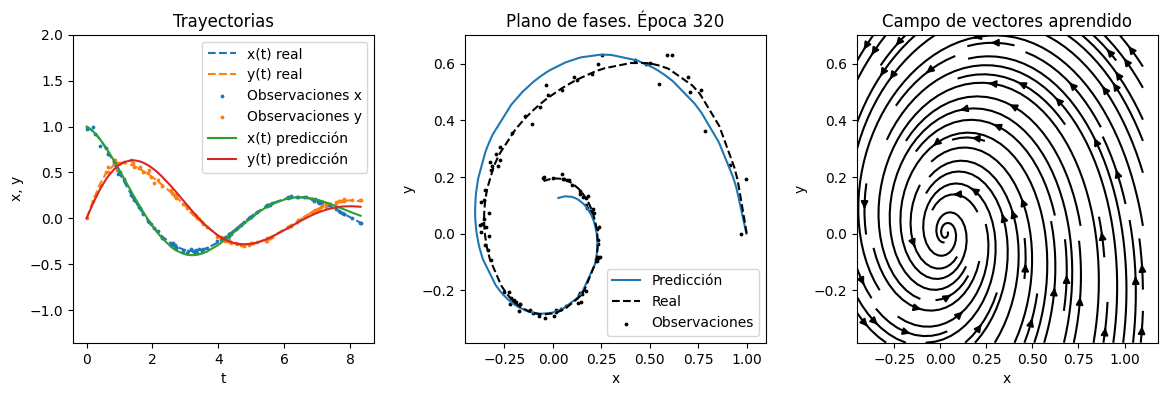 Trayectorias
2.0
1.5
1.0
0.5
0.0
−0.5
−1.0
x, y
0
2
4
6
8
t
x(t) real
y(t) real
Observaciones x
Observaciones y
x(t) predicción
y(t) predicción
Plano de fases. Época 320
0.6
0.4
0.2
0.0
−0.2
y
−0.25
0.00
0.25
0.50
0.75
1.00
x
Predicción
Real
Observaciones
Campo de vectores aprendido
0.6
0.4
0.2
0.0
−0.2
y
−0.25
0.00
0.25
0.50
0.75
1.00
x